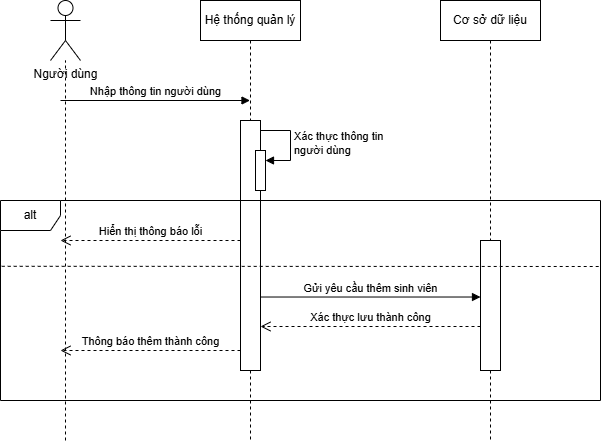 Hệ thống quản lý
Cơ sở dữ liệu
Người dùng
Nhập thông tin người dùng
Xác thực thông tin
người dùng
alt
Hiển thị thông báo lỗi
Gửi yêu cầu thêm sinh viên
Xác thực lưu thành công
Thông báo thêm thành công